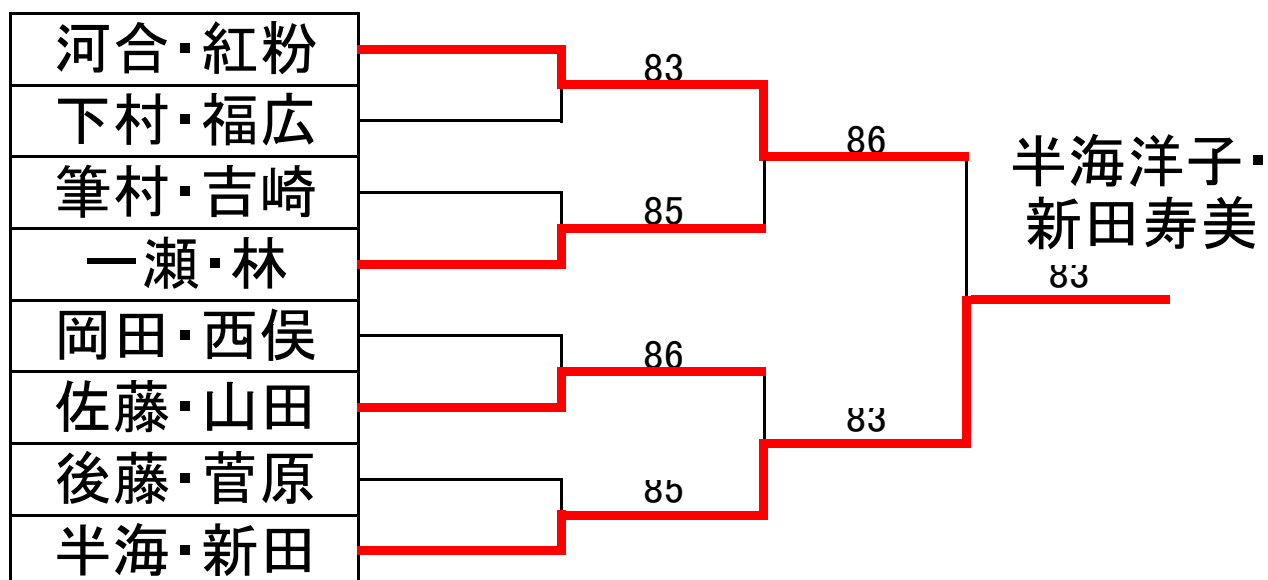 河合・紅粉
下村・福広
筆村・吉崎
一瀬・林
岡田・西俣
佐藤・山田
後藤・菅原
半海・新田
83
85
86
85
86
83
半海洋子・
新田寿美
83